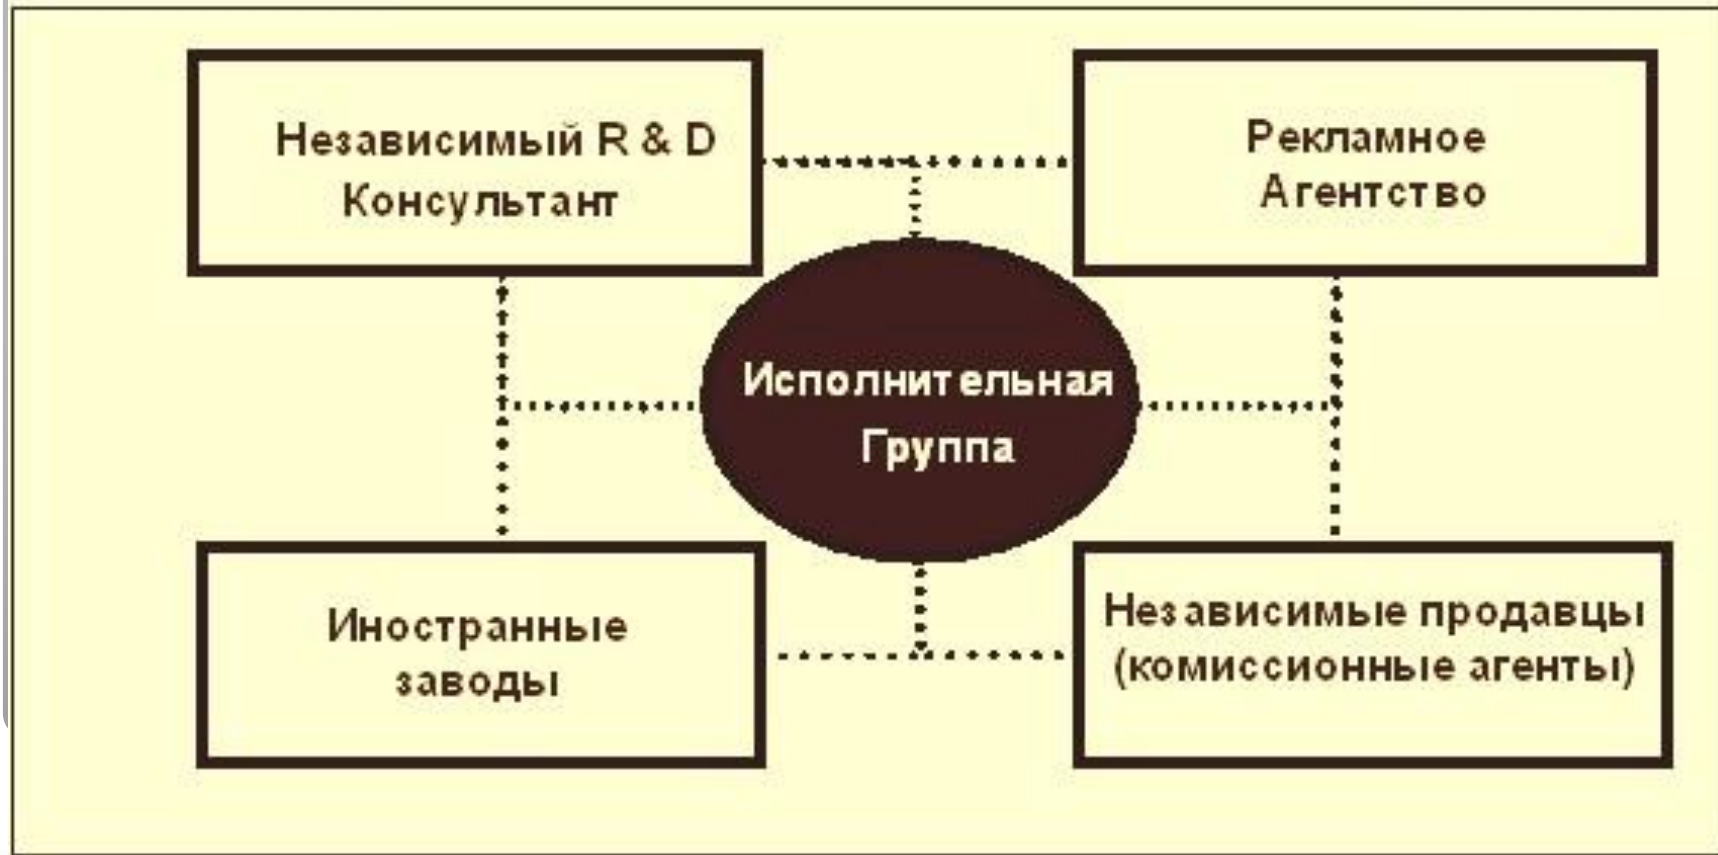 Независимый R & D
Консультант
Рекламное
Агентство
Исполнительная
Группа
Иностранные
заводы
Независимые продавцы
(комиссионные агенты)